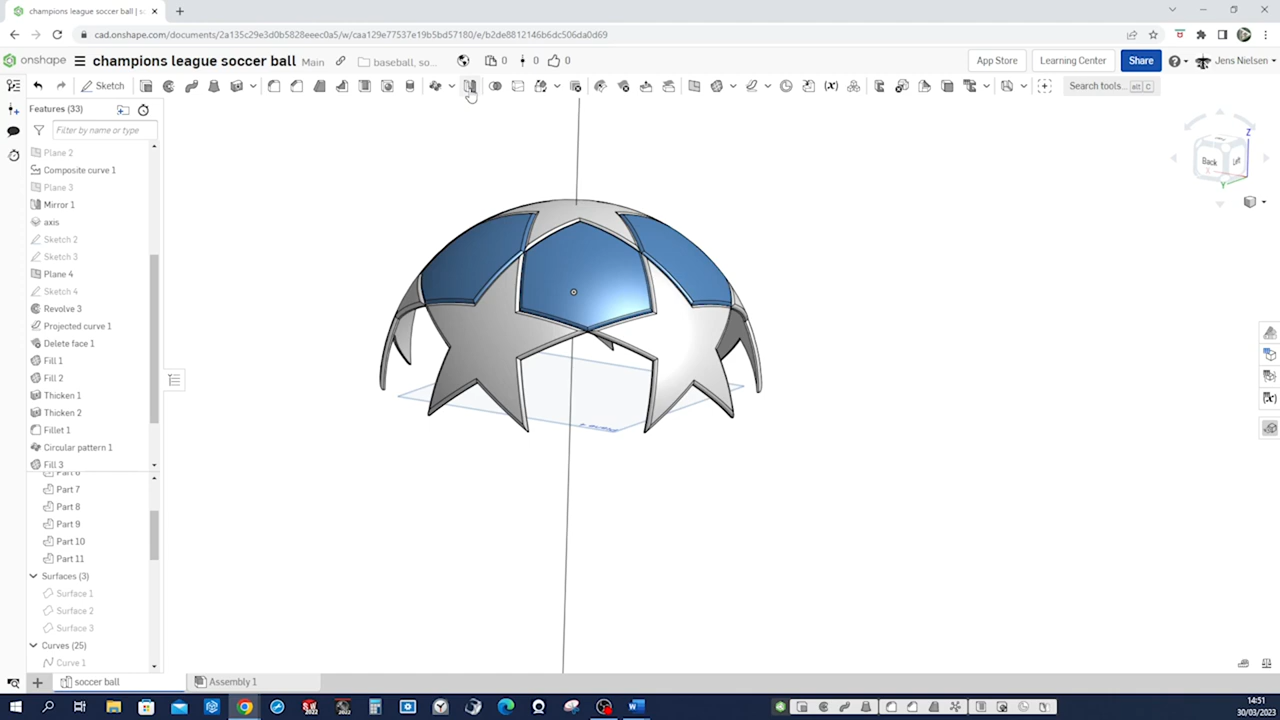 champions league soccer ball | s
cad.onshape.com/documents/2a135c29e3d0b5828eeec0a5/w/caa129e77537e19b5bd57180/e/b2de8812146b6dc506da0d69
onshape champions league soccer ball Main baseball, so... 0 0 0 App Store Learning Center Share Jens Nielsen
Sketch Search tools... alt C
Features (33)
Filter by name or type
Plane 2
Composite curve 1
Plane 3
Mirror 1
axis
Sketch 2
Sketch 3
Plane 4
Sketch 4
Revolve 3
Projected curve 1
Delete face 1
Fill 1
Fill 2
Thicken 1
Thicken 2
Fillet 1
Circular pattern 1
Fill 3
Part 6
Part 7
Part 8
Part 9
Part 10
Part 11
Surfaces (3)
Surface 1
Surface 2
Surface 3
Curves (25)
Curve 1
Z
Back Left
X
Y
soccer ball Assembly 1
14:51
30/03/2023